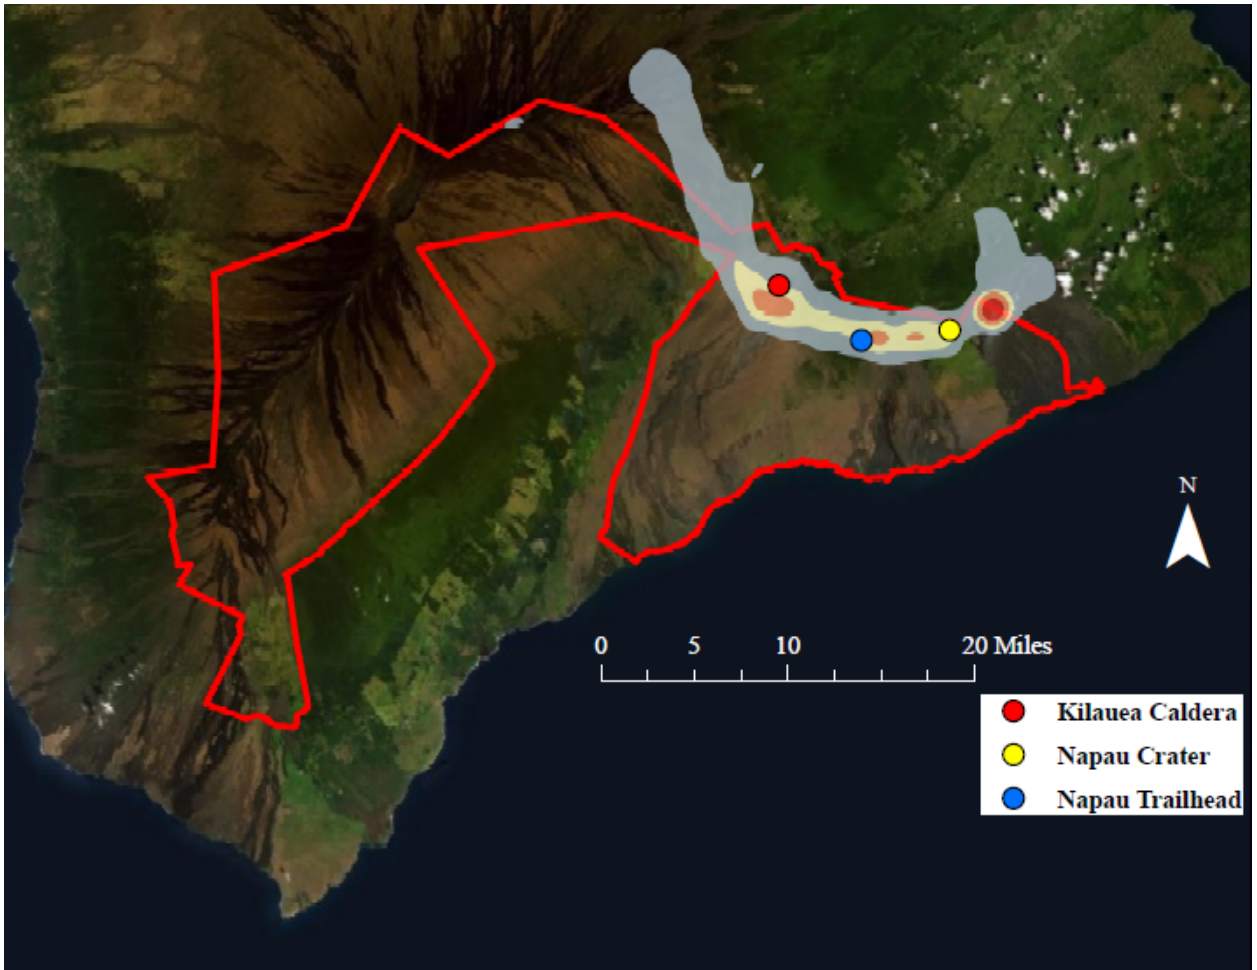 N
0 5 10 20 Miles
Kilauea Caldera
Napau Crater
Napau Trailhead